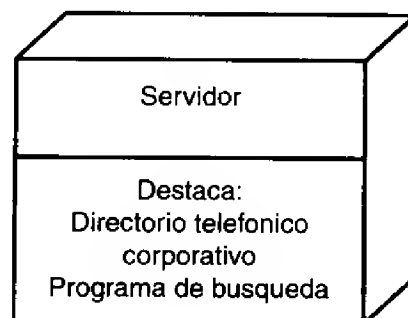 Servidor
Destaca:
Directorio telefonico
corporativo
Programa de busqueda